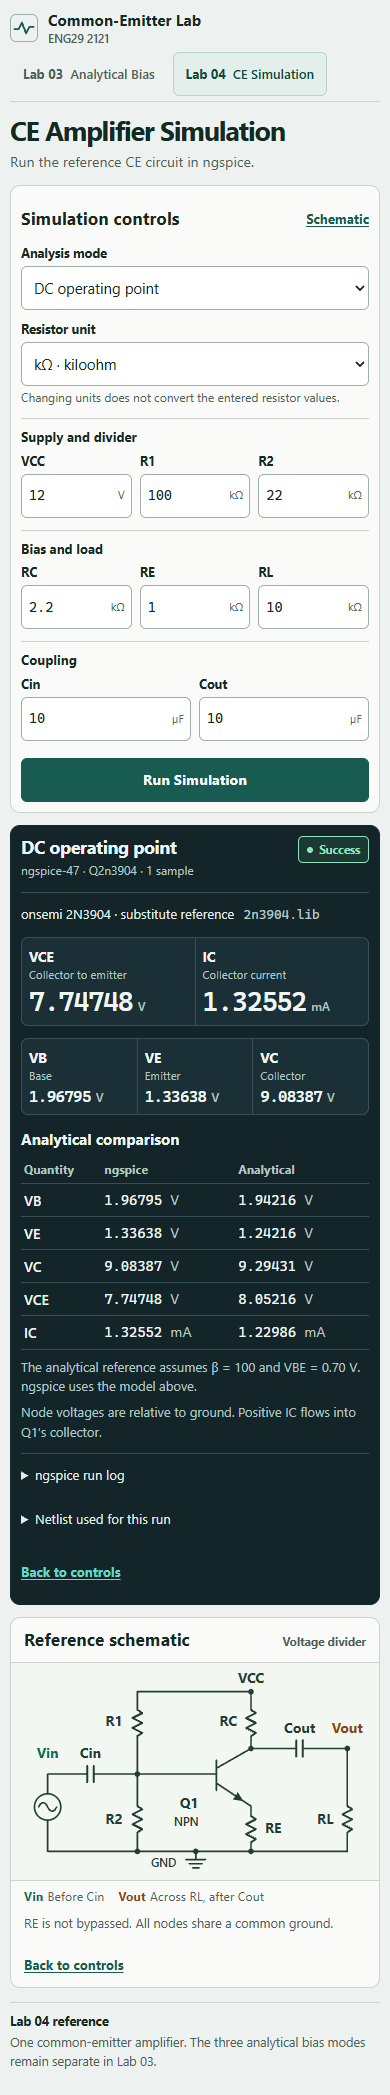 Common-Emitter Lab
ENG29 2121
Lab 03 Analytical Bias
Lab 04 CE Simulation
CE Amplifier Simulation
Run the reference CE circuit in ngspice.
Simulation controls
Schematic
Analysis mode
DC operating point
Resistor unit
kΩ · kiloohm
Changing units does not convert the entered resistor values.
Supply and divider
VCC R1 R2
12 V 100 kΩ 22 kΩ
Bias and load
RC RE RL
2.2 kΩ 1 kΩ 10 kΩ
Coupling
Cin Cout
10 µF 10 µF
Run Simulation
DC operating point
Success
ngspice-47 · Q2n3904 · 1 sample
onsemi 2N3904 · substitute reference 2n3904.lib
VCE IC
Collector to emitter Collector current
7.74748 V 1.32552 mA
VB VE VC
Base Emitter Collector
1.96795 V 1.33638 V 9.08387 V
Analytical comparison
Quantity ngspice Analytical
VB 1.96795 V 1.94216 V
VE 1.33638 V 1.24216 V
VC 9.08387 V 9.29431 V
VCE 7.74748 V 8.05216 V
IC 1.32552 mA 1.22986 mA
The analytical reference assumes β = 100 and VBE = 0.70 V.
ngspice uses the model above.
Node voltages are relative to ground. Positive IC flows into
Q1's collector.
ngspice run log
Netlist used for this run
Back to controls
Reference schematic
Voltage divider
VCC
R1 RC
Cout Vout
Vin Cin
Q1
NPN
R2 RE RL
GND
Vin Before Cin Vout Across RL, after Cout
RE is not bypassed. All nodes share a common ground.
Back to controls
Lab 04 reference
One common-emitter amplifier. The three analytical bias modes
remain separate in Lab 03.